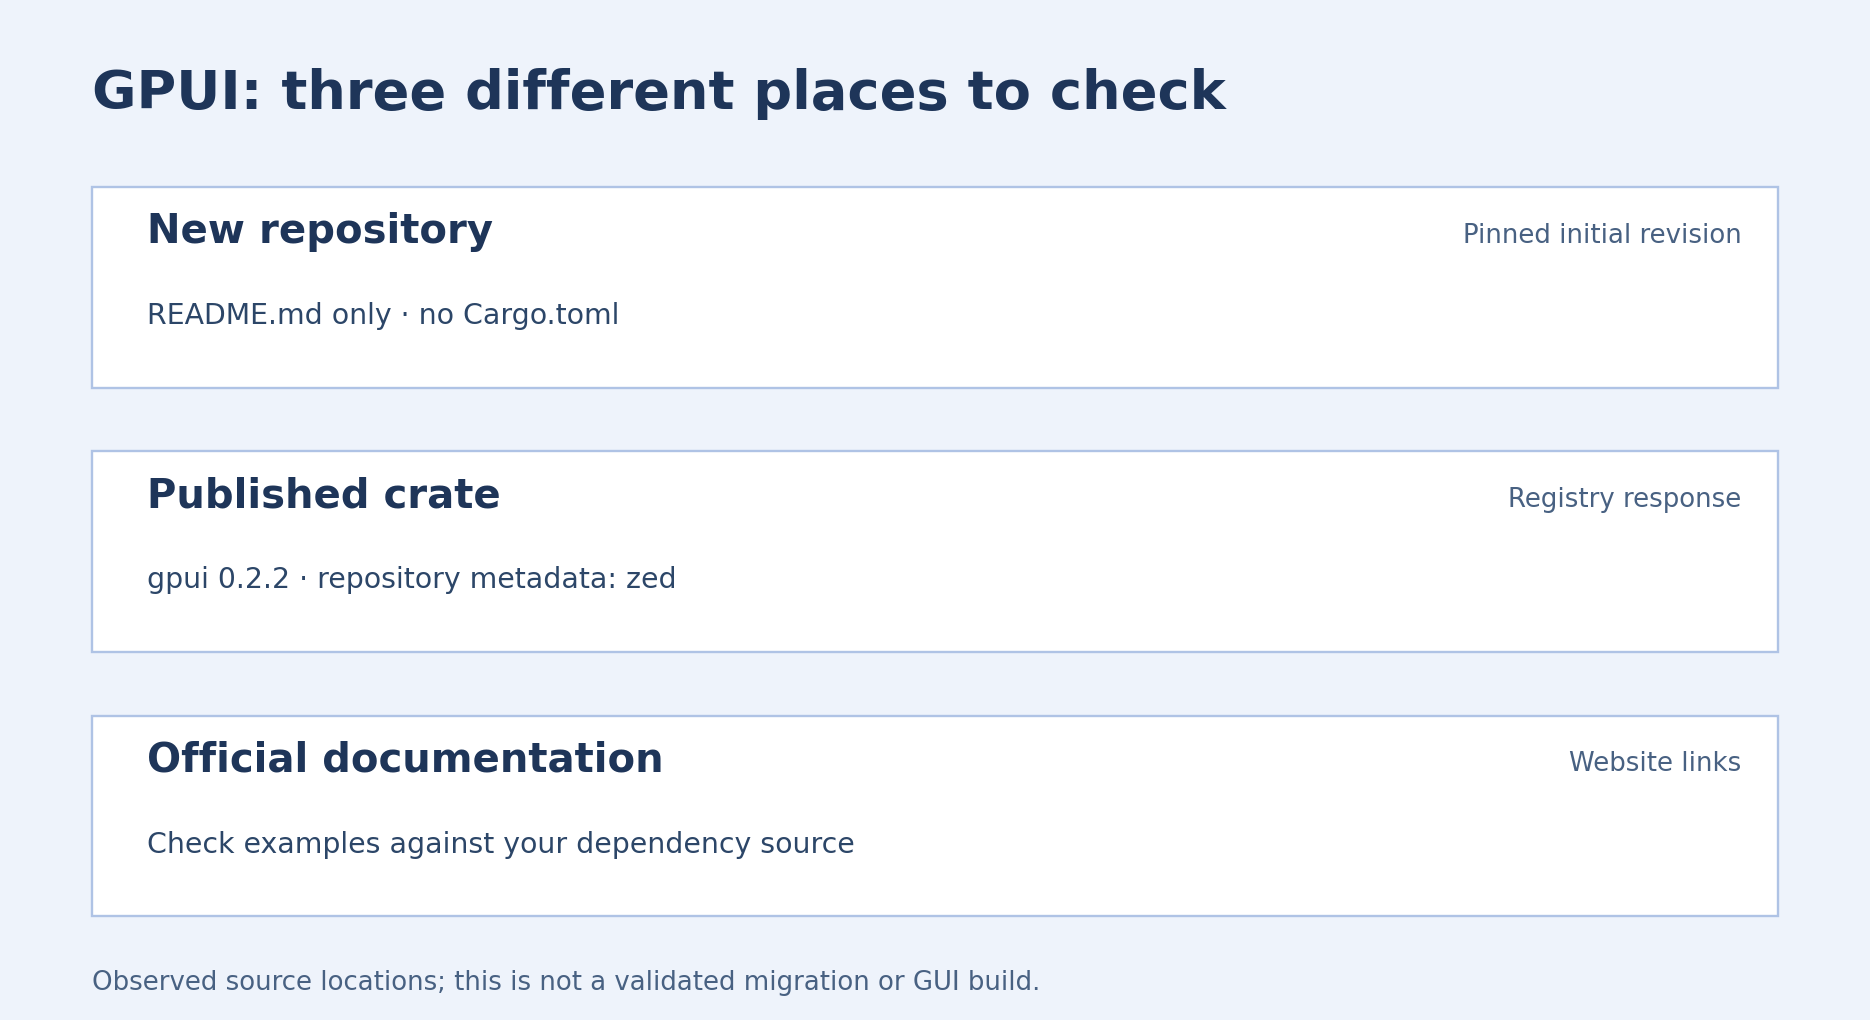 GPUI: three different places to check
New repository
Pinned initial revision
README.md only · no Cargo.toml
Published crate
Registry response
gpui 0.2.2 · repository metadata: zed
Official documentation
Website links
Check examples against your dependency source
Observed source locations; this is not a validated migration or GUI build.